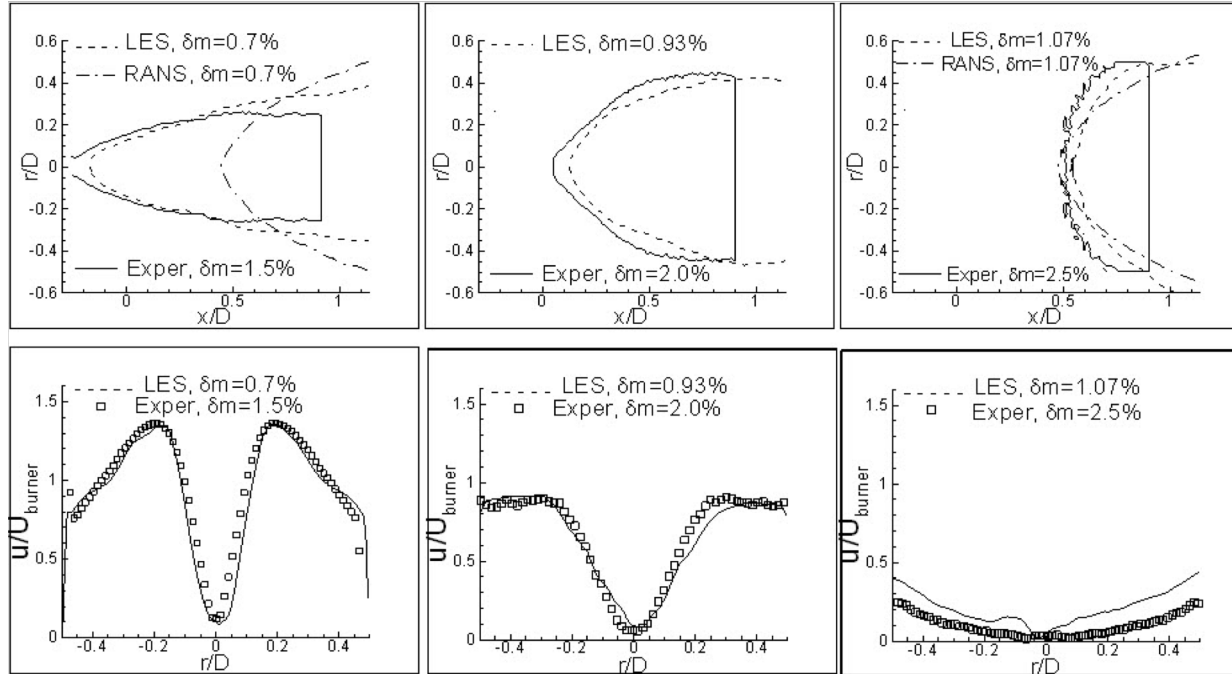 0.6
0.4
0.2
0
-0.2
-0.4
-0.6
r/D
LES, δm=0.7%
RANS, δm=0.7%
Exper, δm=1.5%
0 0.5 1
x/D
0.6
0.4
0.2
0
-0.2
-0.4
-0.6
r/D
LES, δm=0.93%
Exper, δm=2.0%
0 0.5 1
x/D
0.6
0.4
0.2
0
-0.2
-0.4
-0.6
r/D
LES, δm=1.07%
RANS, δm=1.07%
Exper, δm=2.5%
0 0.5 1
x/D
LES, δm=0.7%
Exper, δm=1.5%
1.5
1
0.5
0
u/Uburner
-0.4 -0.2 0 0.2 0.4
r/D
LES, δm=0.93%
Exper, δm=2.0%
1.5
1
0.5
0
u/Uburner
-0.4 -0.2 0 0.2 0.4
r/D
LES, δm=1.07%
Exper, δm=2.5%
1.5
1
0.5
0
u/Uburner
-0.4 -0.2 0 0.2 0.4
r/D